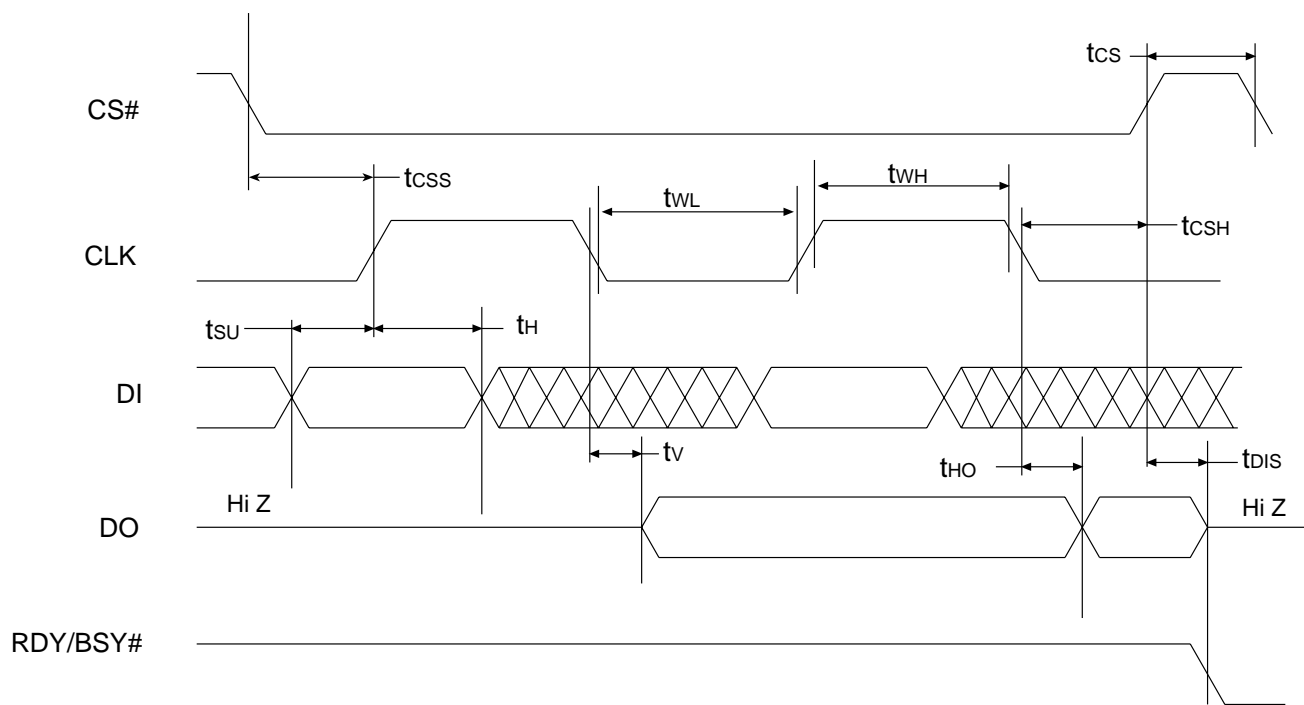 tCS
CS#
tCSS
tWL
tWH
tCSH
CLK
tSU
tH
DI
tV
tHO
tDIS
Hi Z
Hi Z
DO
RDY/BSY#